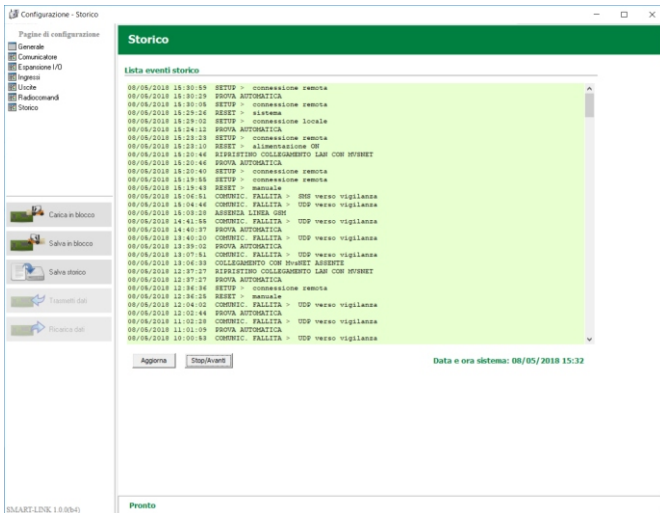 Configurazione - Storico
Pagine di configurazione
Generale
Comunicatore
Espansione I/O
Ingressi
Uscite
Radiocomandi
Storico
Carica in blocco
Salva in blocco
Salva storico
Trasmetti dati
Ricarica dati
SMART-LINK 1.0.0(b4)
Storico
Lista eventi storico
08/05/2018 15:30:59 SETUP > connessione remota
08/05/2018 15:30:29 PROVA AUTOMATICA
08/05/2018 15:30:05 SETUP > connessione remota
08/05/2018 15:29:26 RESET > sistema
08/05/2018 15:29:02 SETUP > connessione locale
08/05/2018 15:24:12 PROVA AUTOMATICA
08/05/2018 15:23:23 SETUP > connessione remota
08/05/2018 15:23:10 RESET > alimentazione ON
08/05/2018 15:20:46 RIPRISTINO COLLEGAMENTO LAN CON MVSNET
08/05/2018 15:20:46 PROVA AUTOMATICA
08/05/2018 15:20:40 SETUP > connessione remota
08/05/2018 15:19:55 SETUP > connessione remota
08/05/2018 15:19:43 RESET > manuale
08/05/2018 15:06:51 COMUNIC. FALLITA > SMS verso vigilanza
08/05/2018 15:04:46 COMUNIC. FALLITA > UDP verso vigilanza
08/05/2018 15:03:28 ASSENZA LINEA GSM
08/05/2018 14:41:55 COMUNIC. FALLITA > UDP verso vigilanza
08/05/2018 14:40:37 PROVA AUTOMATICA
08/05/2018 13:40:20 COMUNIC. FALLITA > UDP verso vigilanza
08/05/2018 13:39:02 PROVA AUTOMATICA
08/05/2018 13:07:51 COMUNIC. FALLITA > UDP verso vigilanza
08/05/2018 13:06:33 COLLEGAMENTO CON MvsNET ASSENTE
08/05/2018 12:37:27 RIPRISTINO COLLEGAMENTO LAN CON MVSNET
08/05/2018 12:37:27 PROVA AUTOMATICA
08/05/2018 12:36:36 SETUP > connessione remota
08/05/2018 12:36:25 RESET > manuale
08/05/2018 12:04:02 COMUNIC. FALLITA > UDP verso vigilanza
08/05/2018 12:02:44 PROVA AUTOMATICA
08/05/2018 11:02:28 COMUNIC. FALLITA > UDP verso vigilanza
08/05/2018 11:01:09 PROVA AUTOMATICA
08/05/2018 10:00:53 COMUNIC. FALLITA > UDP verso vigilanza
Aggiorna
Stop/Avanti
Data e ora sistema: 08/05/2018 15:32
Pronto